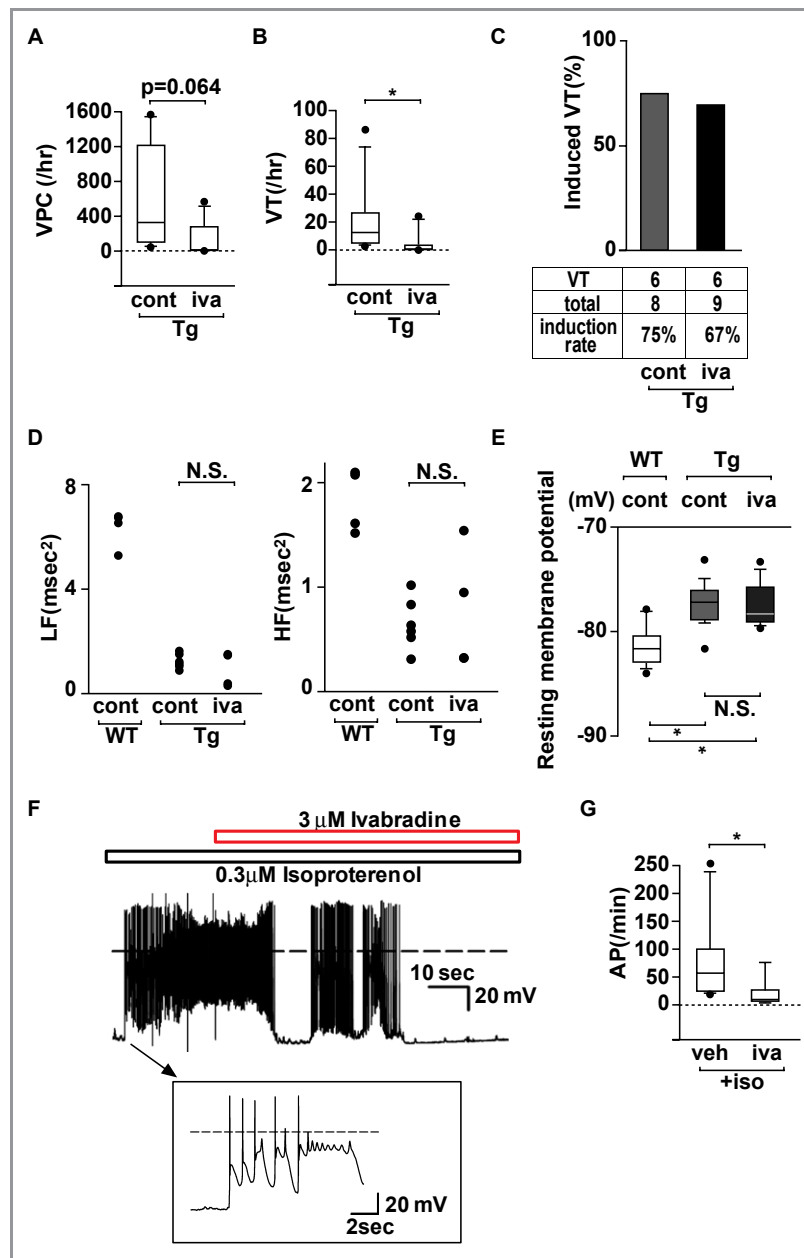 A
p=0.064
1600
1200
800
400
0
VPC (/hr)
cont iva
Tg
B
*
100
80
60
40
20
0
VT(/hr)
cont iva
Tg
C
100
50
0
Induced VT(%)
VT 6 6
total 8 9
induction rate 75% 67%
cont iva
Tg
D
N.S.
8
4
0
LF(msec²)
cont cont iva
WT Tg
N.S.
2
1
0
HF(msec²)
cont cont iva
WT Tg
E
WT Tg
(mV) cont cont iva
-70
-80
-90
Resting membrane potential
N.S.
*
*
F
3 μM Ivabradine
0.3μM Isoproterenol
10 sec
20 mV
20 mV
2sec
G
*
250
200
150
100
50
0
AP(/min)
veh iva
+iso